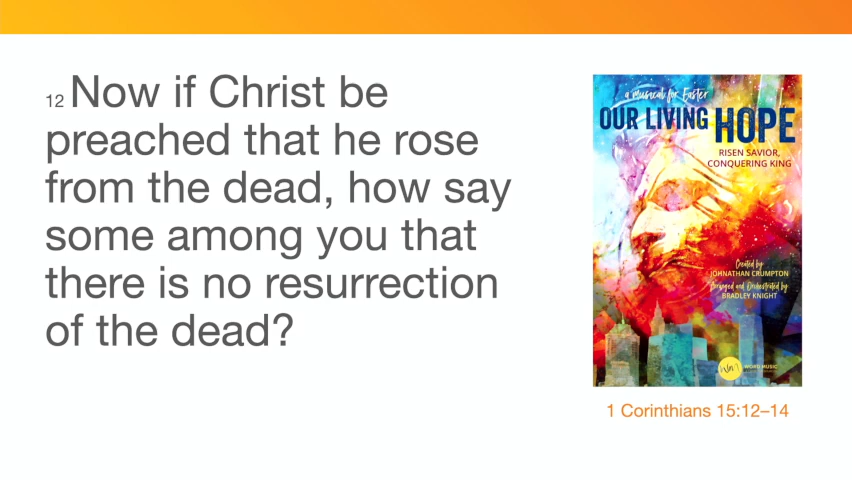 12 Now if Christ be
preached that he rose
from the dead, how say
some among you that
there is no resurrection
of the dead?
a musical for Easter
OUR LIVING HOPE
RISEN SAVIOR,
CONQUERING KING
Created by
JOHNATHAN CRUMPTON
Arranged and Orchestrated by
BRADLEY KNIGHT
WORD MUSIC
1 Corinthians 15:12–14